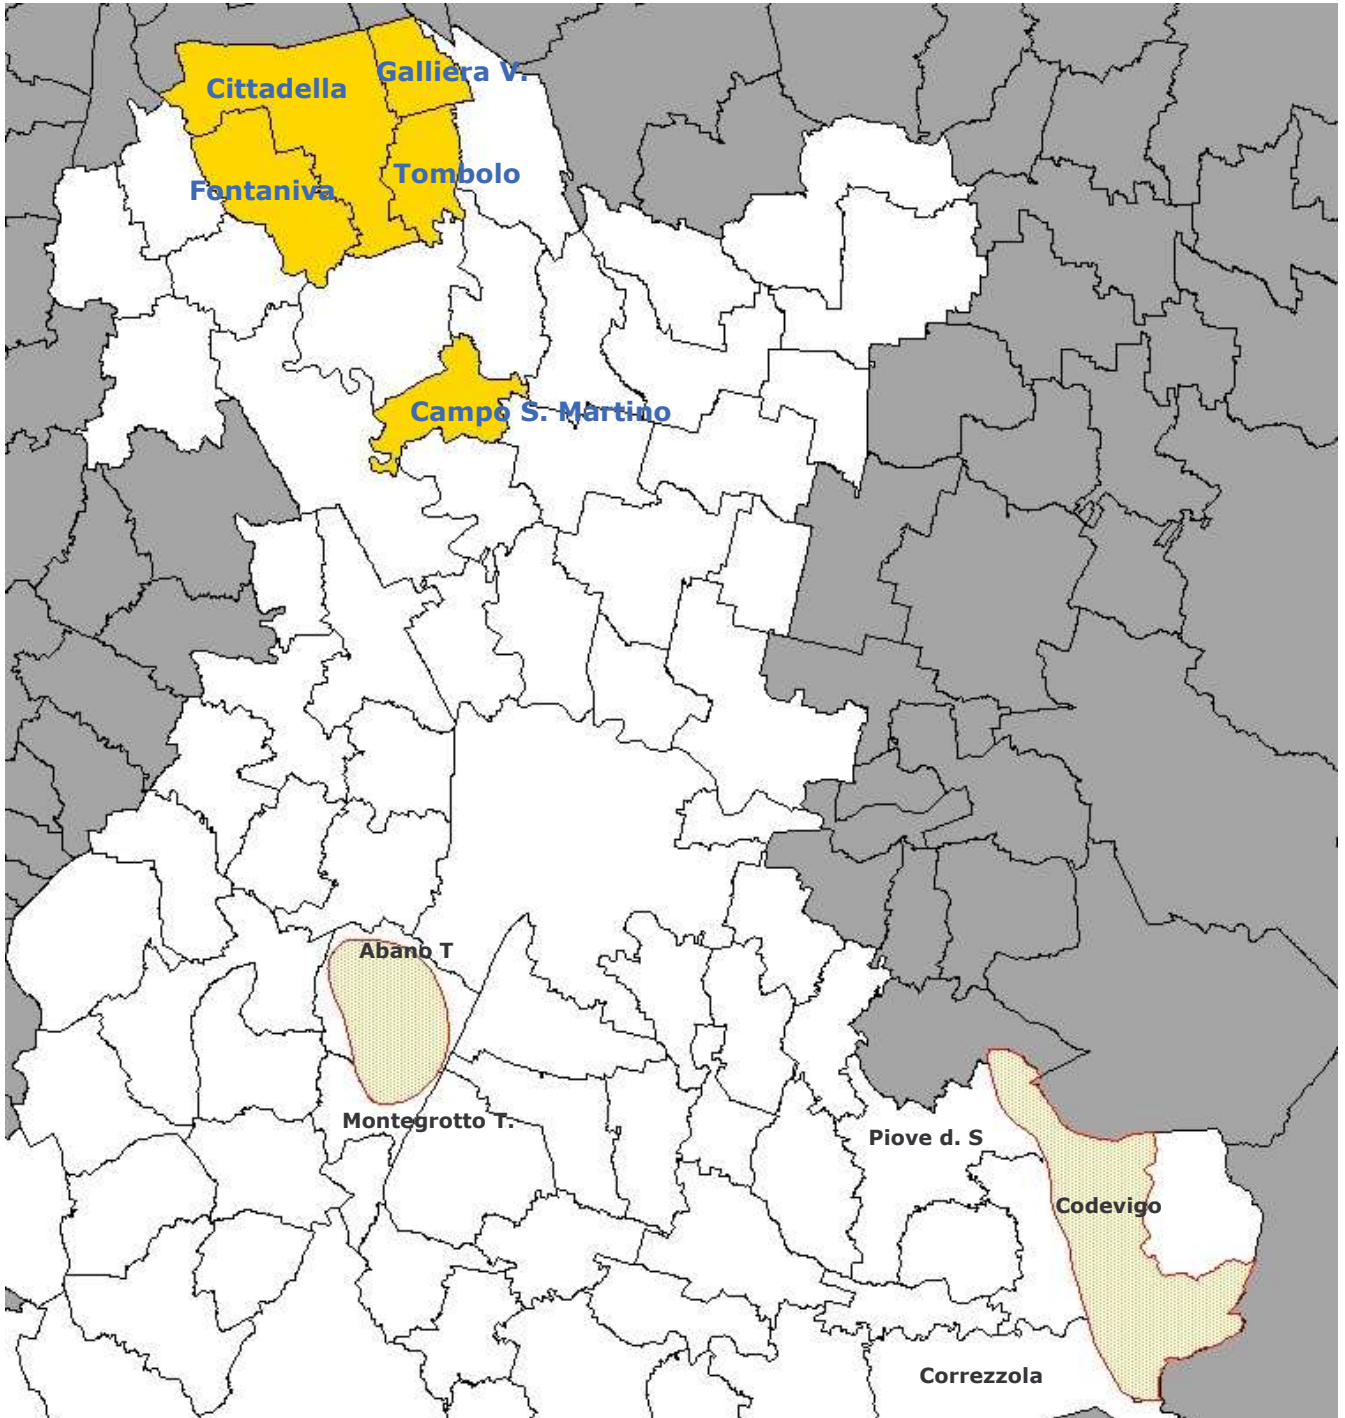 Galliera V.
Cittadella
Tombolo
Fontaniva
Campo S. Martino
Abano T
Montegrotto T.
Piove d. S
Codevigo
Correzzola